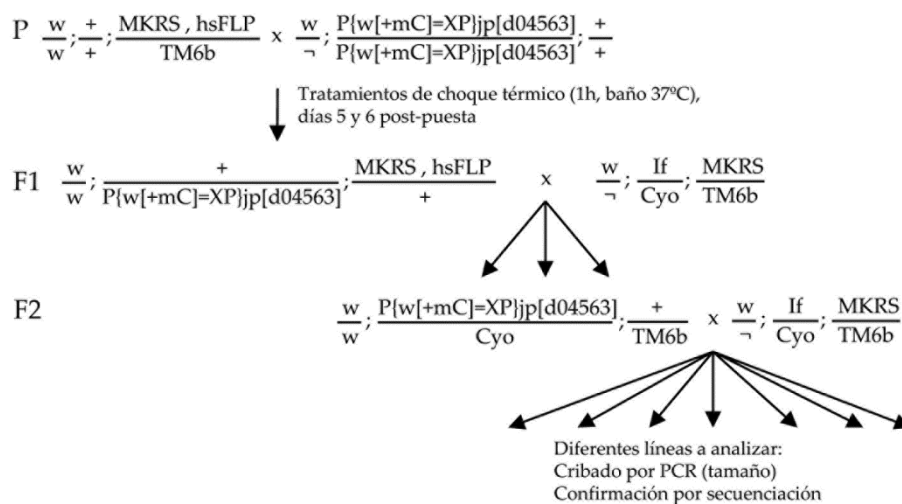 P w/w ; +/+ ; MKRS , hsFLP/TM6b x w/¬ ; P{w[+mC]=XP}jp[d04563]/P{w[+mC]=XP}jp[d04563] ; +/+
Tratamientos de choque térmico (1h, baño 37ºC),
días 5 y 6 post-puesta
F1 w/w ; +/P{w[+mC]=XP}jp[d04563] ; MKRS , hsFLP/+ x w/¬ ; If/Cyo ; MKRS/TM6b
F2 w/w ; P{w[+mC]=XP}jp[d04563]/Cyo ; +/TM6b x w/¬ ; If/Cyo ; MKRS/TM6b
Diferentes líneas a analizar:
Cribado por PCR (tamaño)
Confirmación por secuenciación